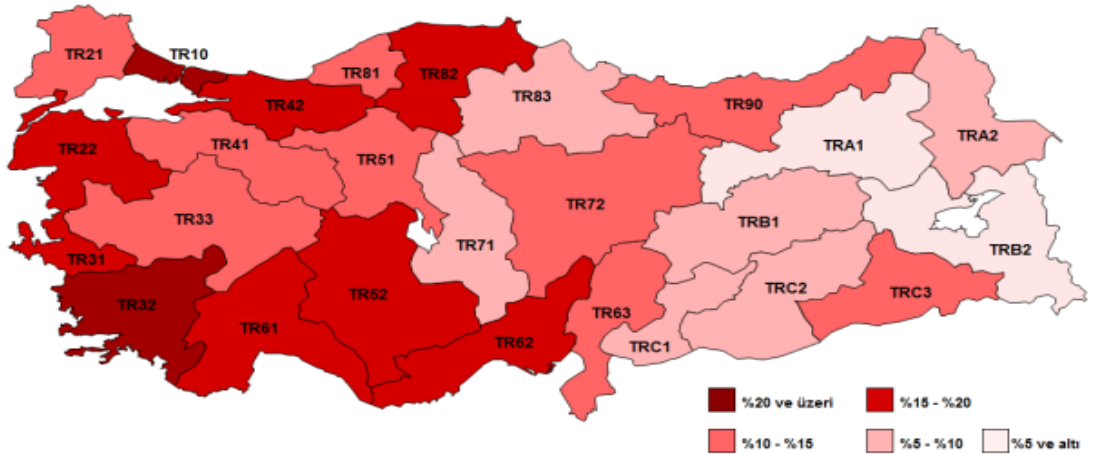 TR21
TR10
TR81
TR82
TR42
TR83
TR90
TRA1
TRA2
TR22
TR41
TR51
TR33
TR72
TR71
TRB1
TRB2
TR31
TR32
TR61
TR52
TR62
TR63
TRC1
TRC2
TRC3
%20 ve üzeri
%15 - %20
%10 - %15
%5 - %10
%5 ve altı